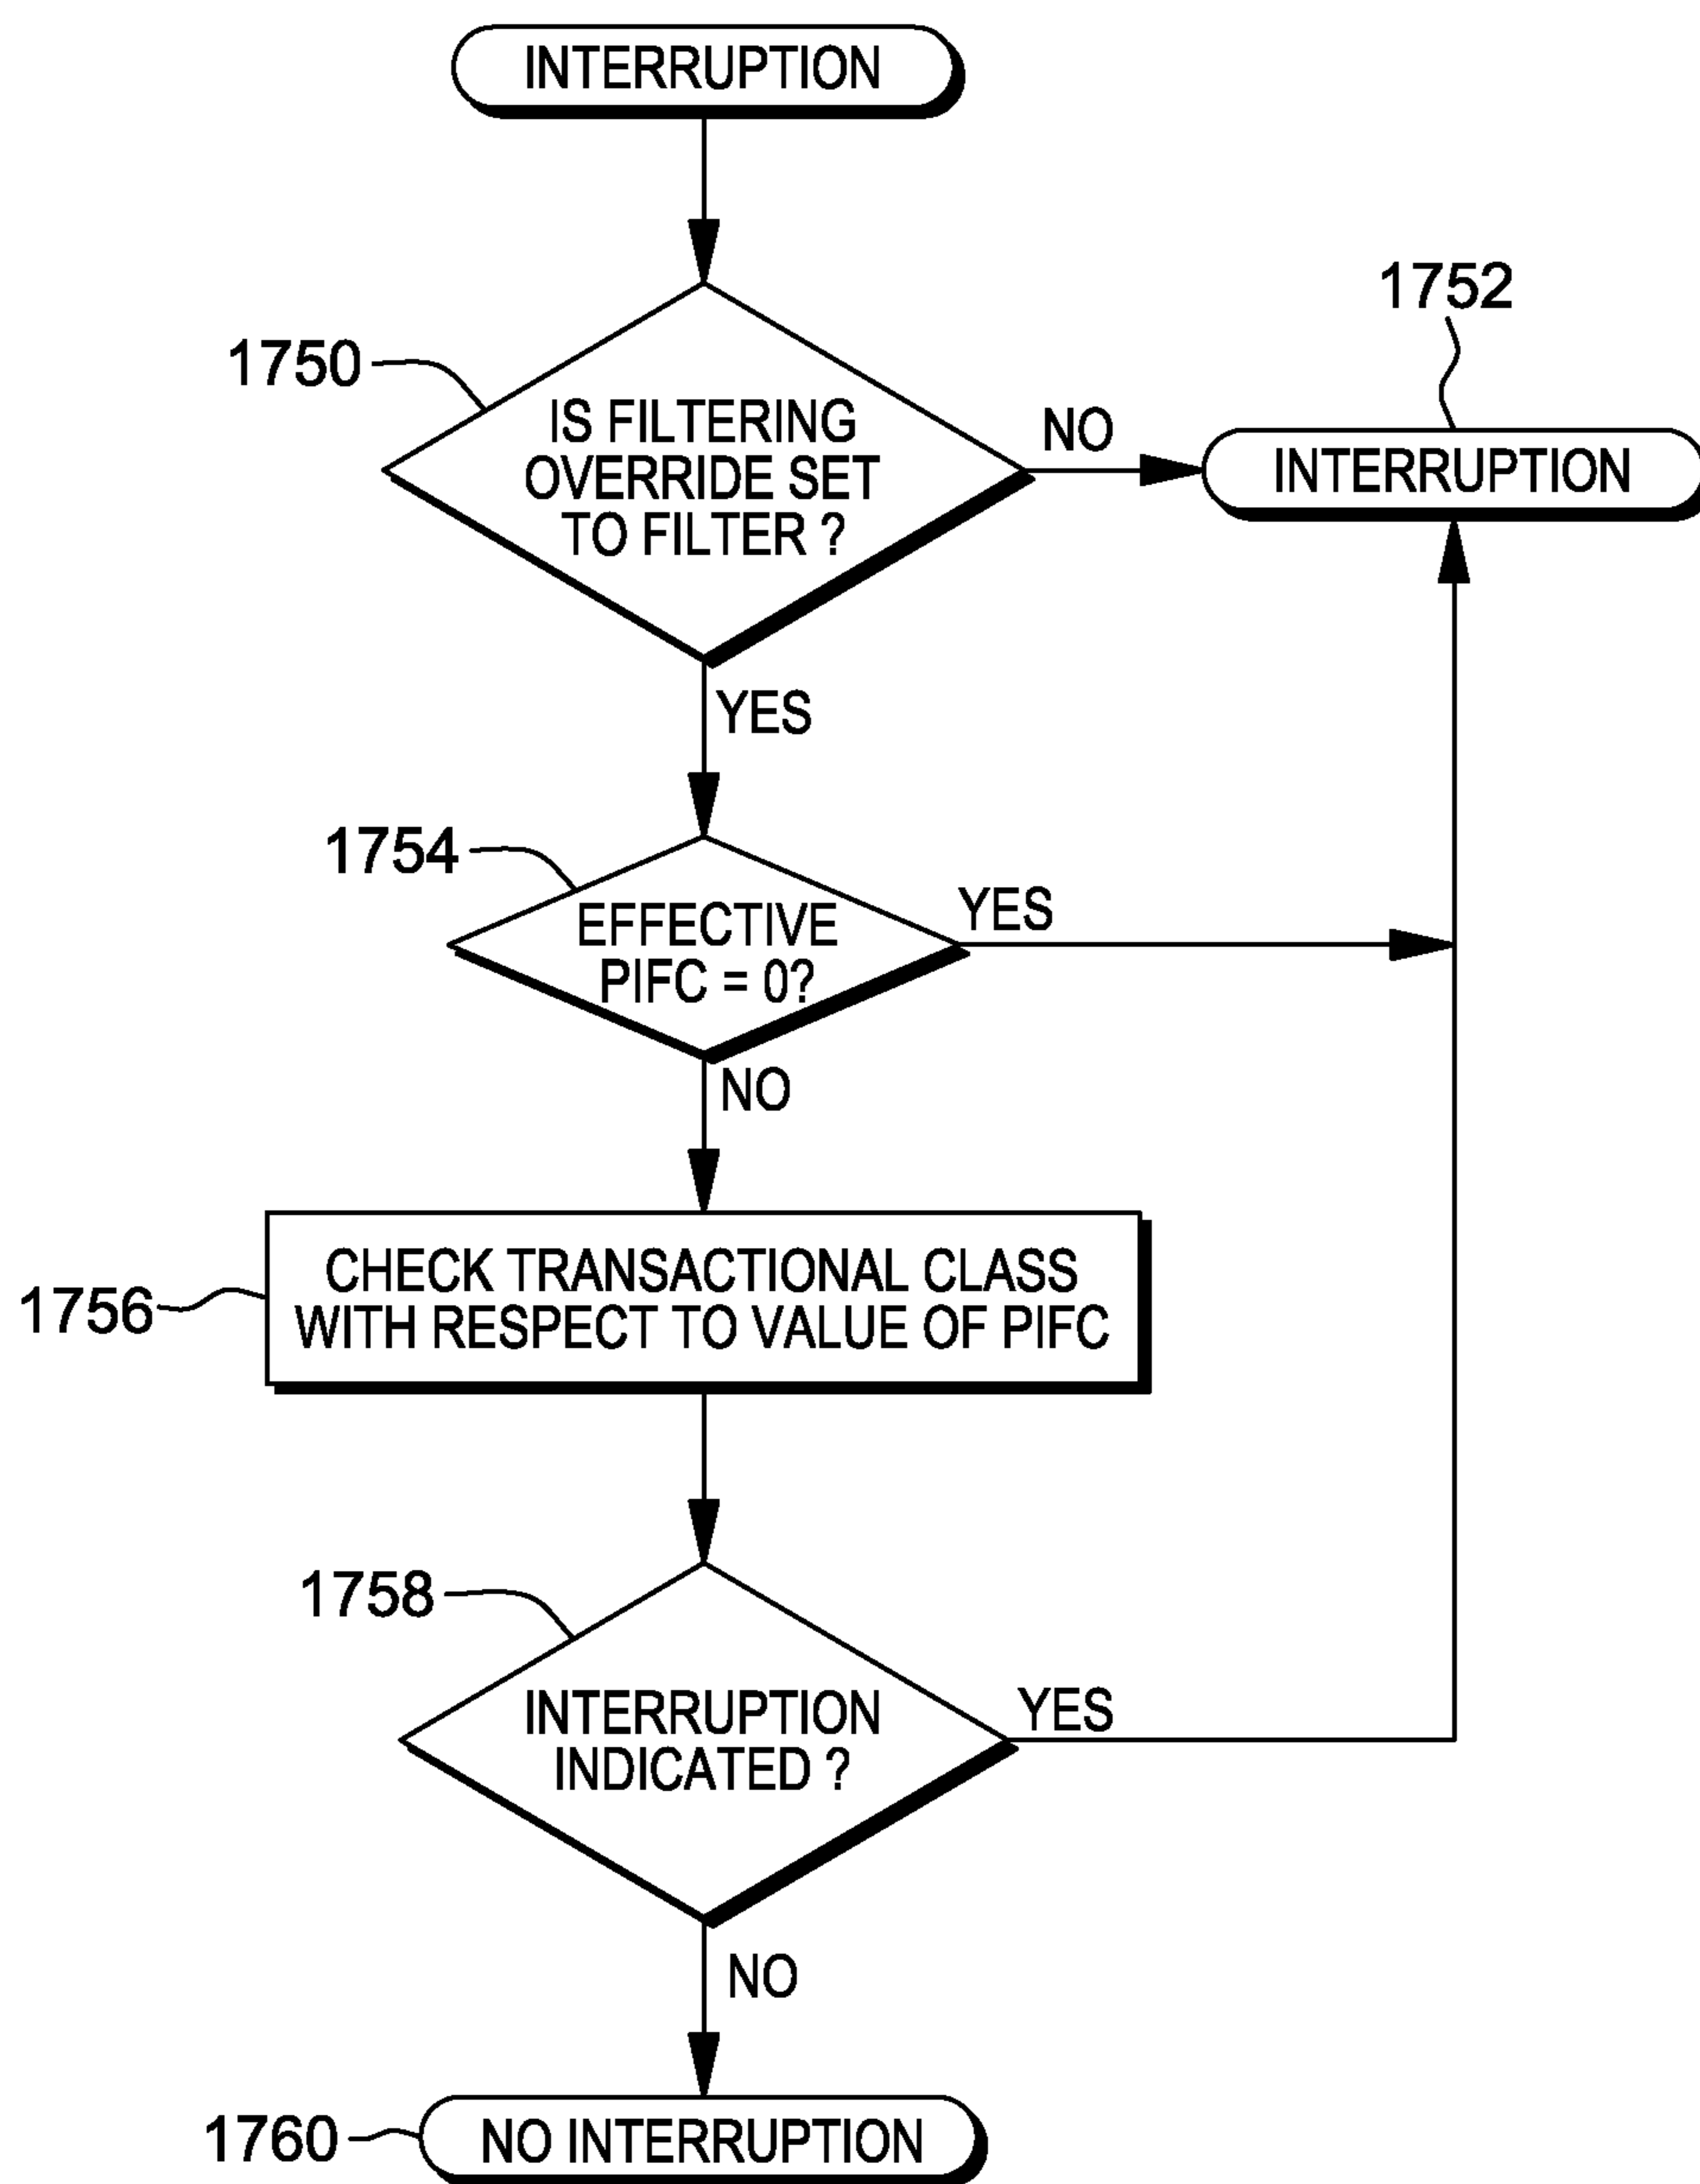 INTERRUPTION
1752
1750
IS FILTERING
OVERRIDE SET
TO FILTER ?
NO
INTERRUPTION
YES
1754
EFFECTIVE
PIFC = 0?
YES
NO
1756
CHECK TRANSACTIONAL CLASS
WITH RESPECT TO VALUE OF PIFC
1758
INTERRUPTION
INDICATED ?
YES
NO
1760
NO INTERRUPTION